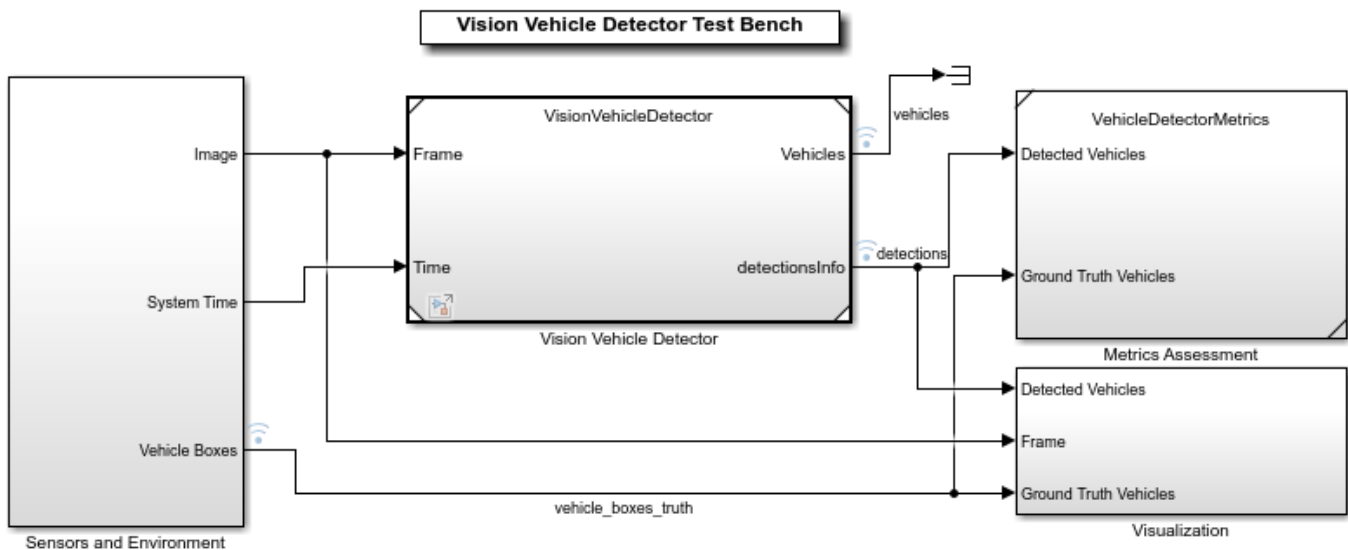 Vision Vehicle Detector Test Bench
Image
System Time
Vehicle Boxes
Sensors and Environment
VisionVehicleDetector
Frame
Vehicles
Time
detectionsInfo
Vision Vehicle Detector
vehicles
detections
vehicle_boxes_truth
VehicleDetectorMetrics
Detected Vehicles
Ground Truth Vehicles
Metrics Assessment
Detected Vehicles
Frame
Ground Truth Vehicles
Visualization